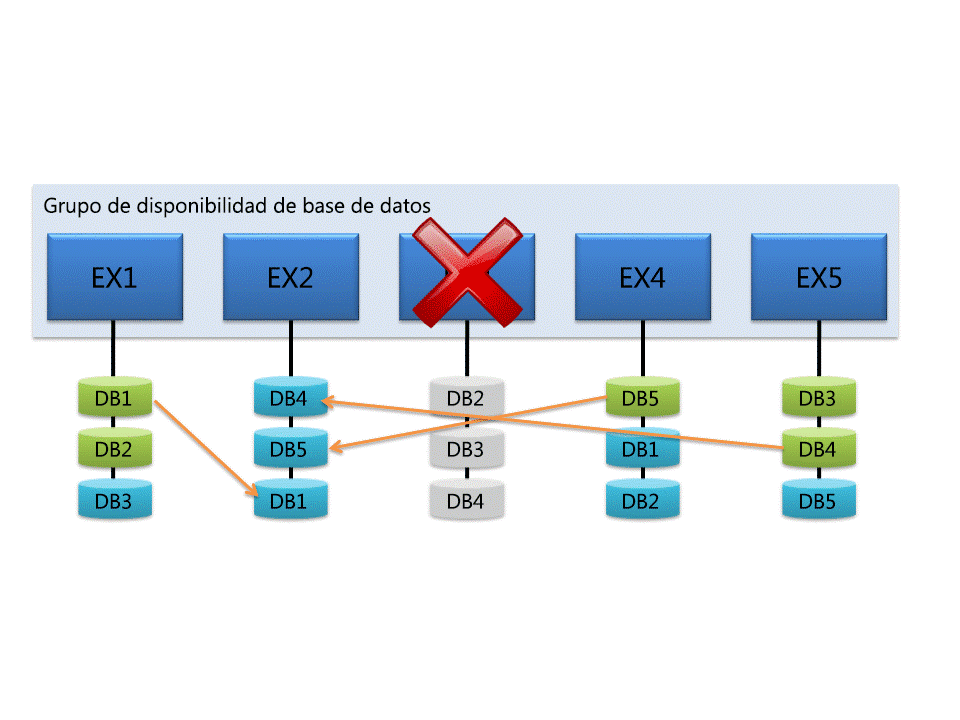 Grupo de disponibilidad de base de datos
EX1 EX2 EX4 EX5
DB1 DB4 DB2 DB5 DB3
DB2 DB5 DB3 DB1 DB4
DB3 DB1 DB4 DB2 DB5